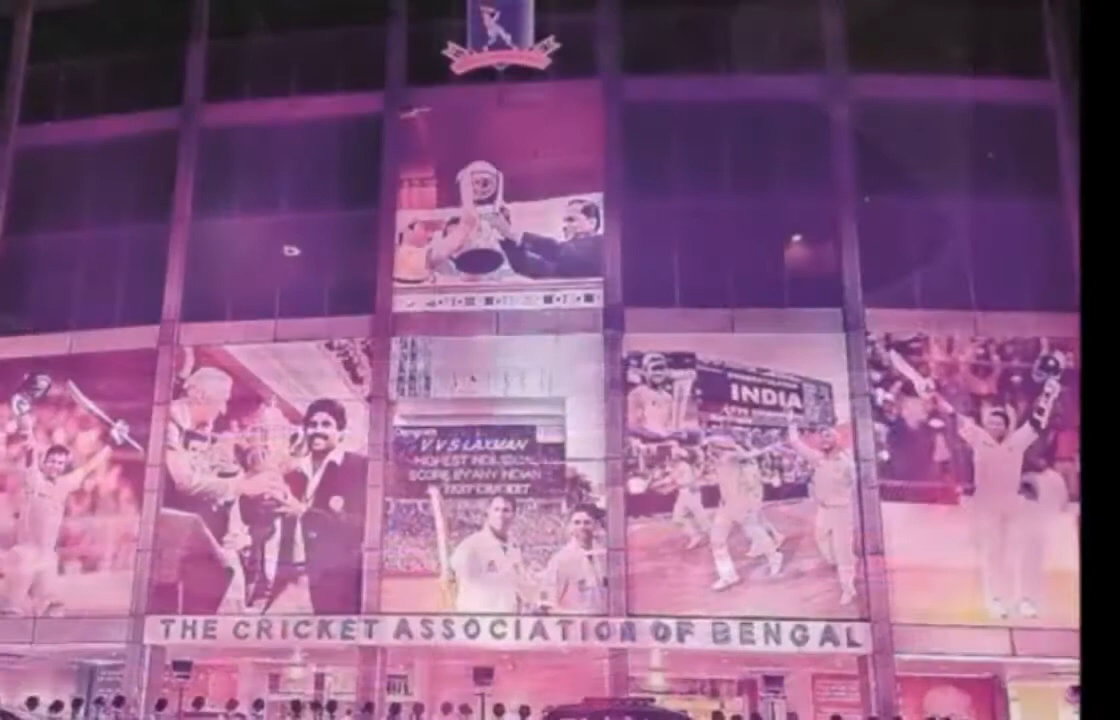 INDIA
V V S LAXMAN
HIGHEST INDIVIDUAL
SCORE BY ANY INDIAN
TEST CRICKET
THE CRICKET ASSOCIATION OF BENGAL